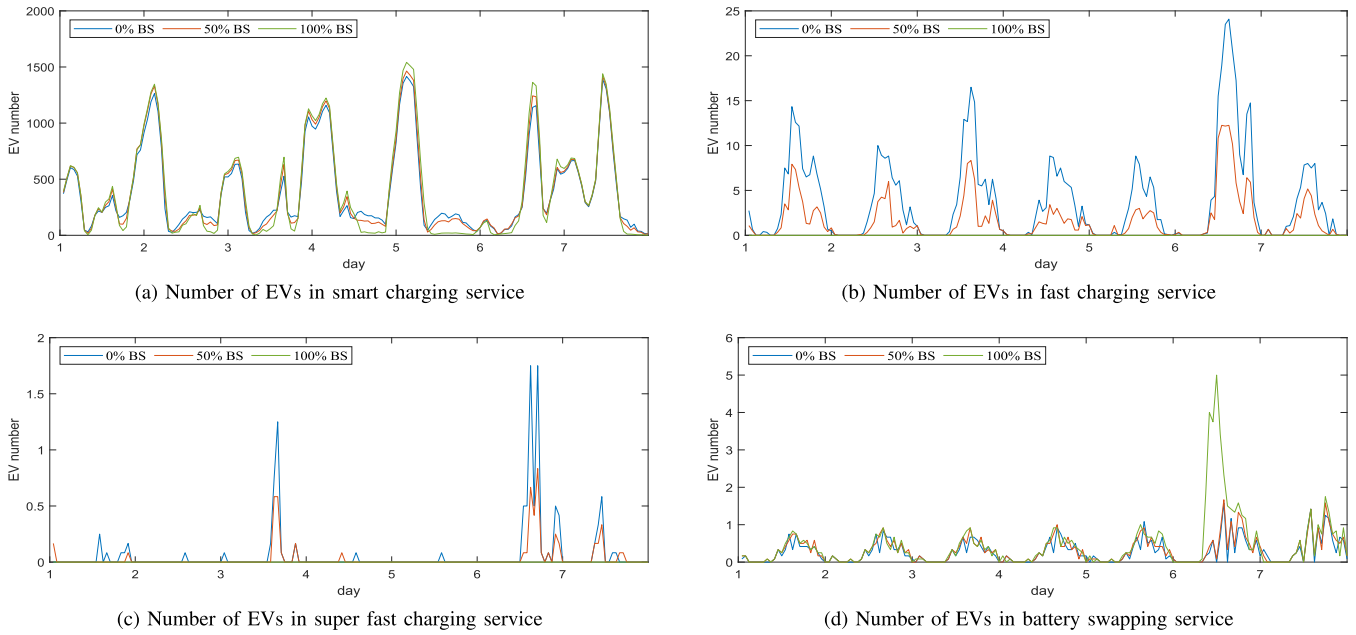 2000
1500
1000
500
0
EV number
0% BS 50% BS 100% BS
1 2 3 4 5 6 7
day
(a) Number of EVs in smart charging service
25
20
15
10
5
0
EV number
0% BS 50% BS 100% BS
1 2 3 4 5 6 7
day
(b) Number of EVs in fast charging service
2
1.5
1
0.5
0
EV number
0% BS 50% BS 100% BS
1 2 3 4 5 6 7
day
(c) Number of EVs in super fast charging service
6
5
4
3
2
1
0
EV number
0% BS 50% BS 100% BS
1 2 3 4 5 6 7
day
(d) Number of EVs in battery swapping service